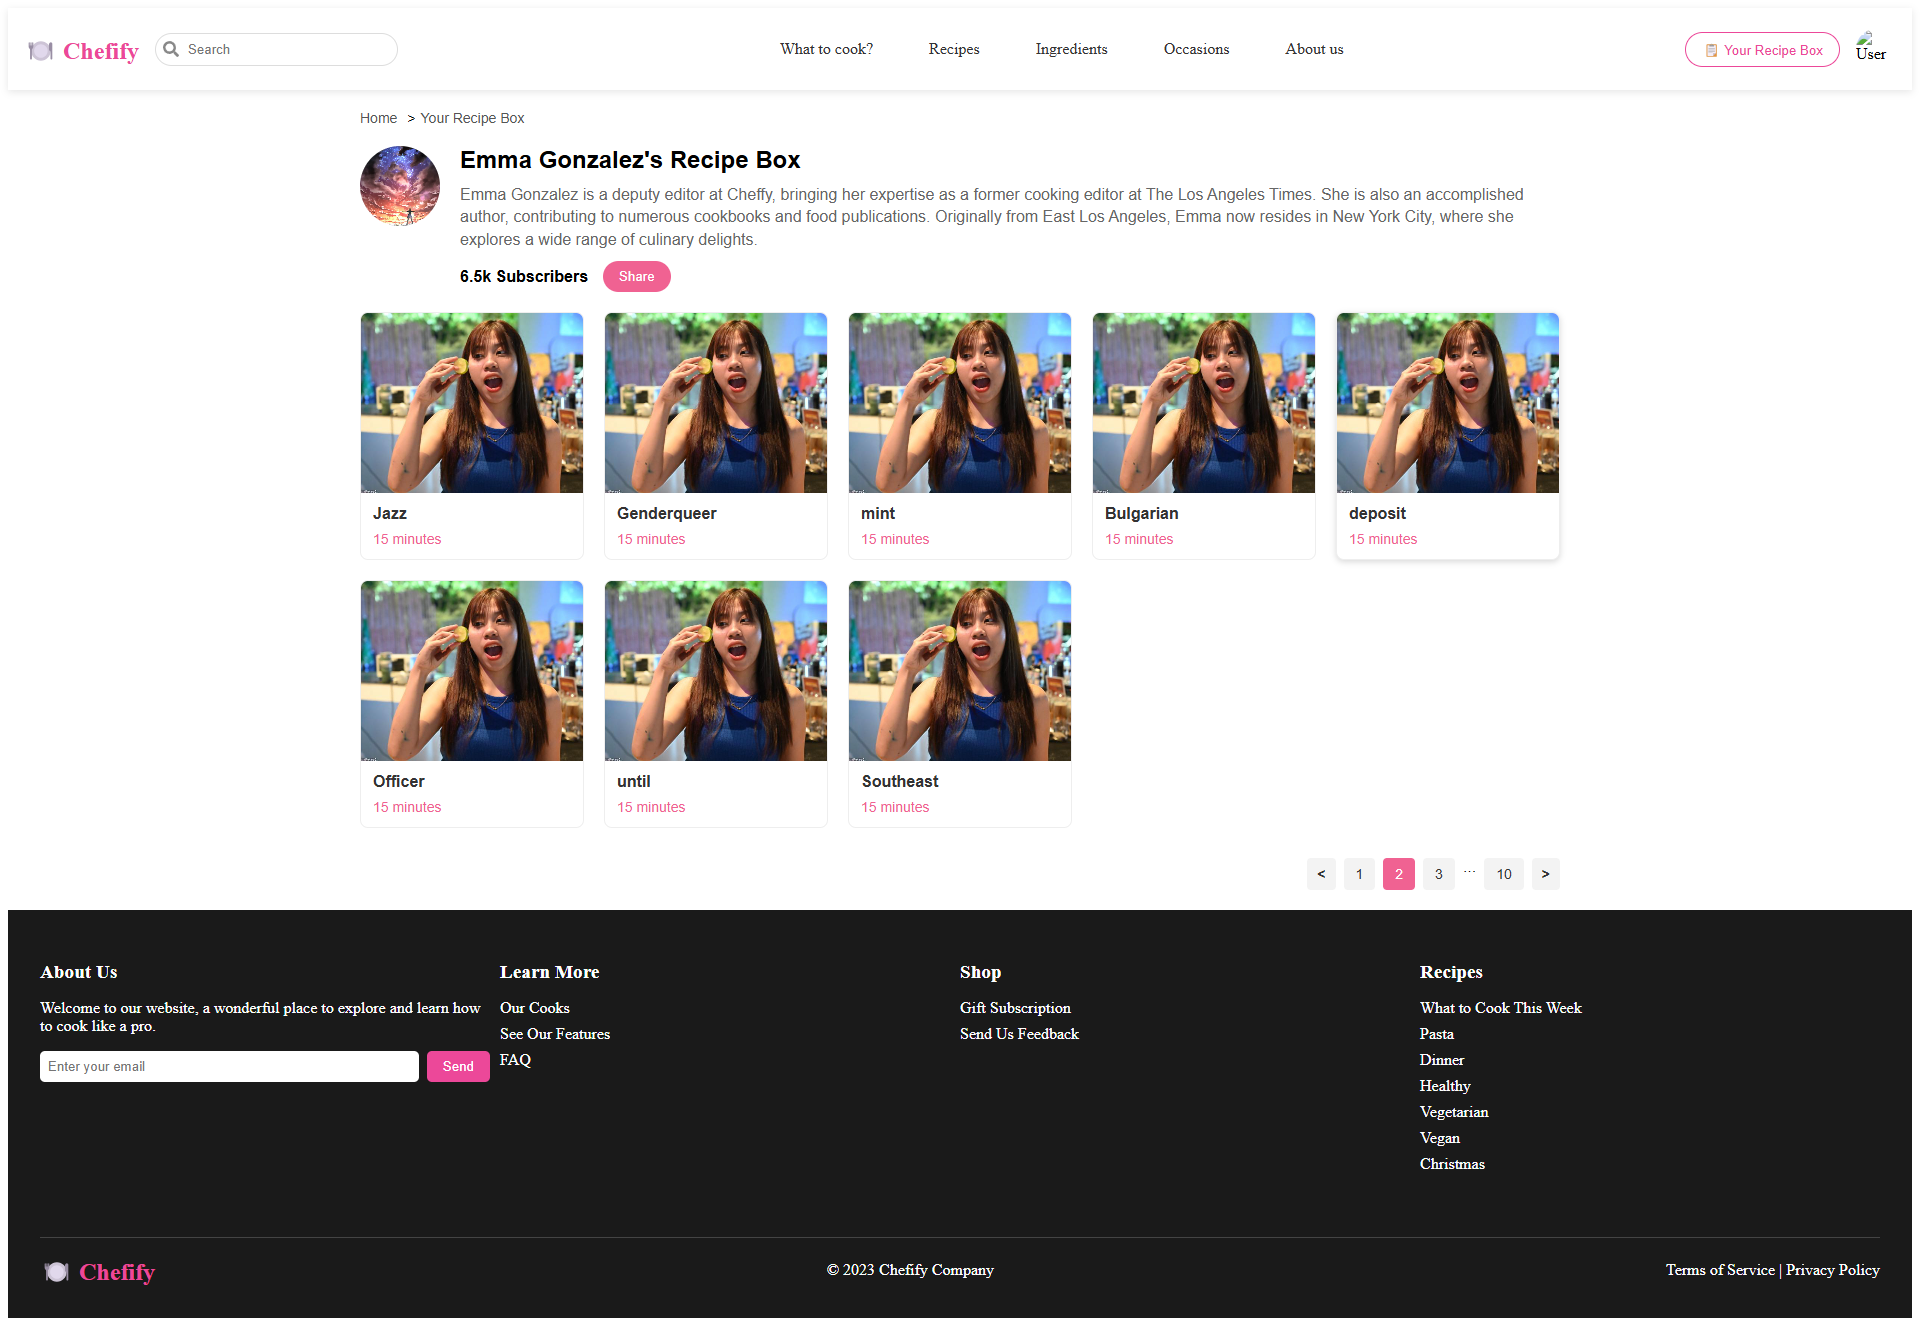 Chefify
Search
What to cook?
Recipes
Ingredients
Occasions
About us
Your Recipe Box
User
Home > Your Recipe Box
Emma Gonzalez's Recipe Box
Emma Gonzalez is a deputy editor at Cheffy, bringing her expertise as a former cooking editor at The Los Angeles Times. She is also an accomplished
author, contributing to numerous cookbooks and food publications. Originally from East Los Angeles, Emma now resides in New York City, where she
explores a wide range of culinary delights.
6.5k Subscribers
Share
Jazz
15 minutes
Genderqueer
15 minutes
mint
15 minutes
Bulgarian
15 minutes
deposit
15 minutes
Officer
15 minutes
until
15 minutes
Southeast
15 minutes
< 1 2 3 ... 10 >
About Us
Welcome to our website, a wonderful place to explore and learn how
to cook like a pro.
Enter your email
Send
Learn More
Our Cooks
See Our Features
FAQ
Shop
Gift Subscription
Send Us Feedback
Recipes
What to Cook This Week
Pasta
Dinner
Healthy
Vegetarian
Vegan
Christmas
Chefify
© 2023 Chefify Company
Terms of Service | Privacy Policy